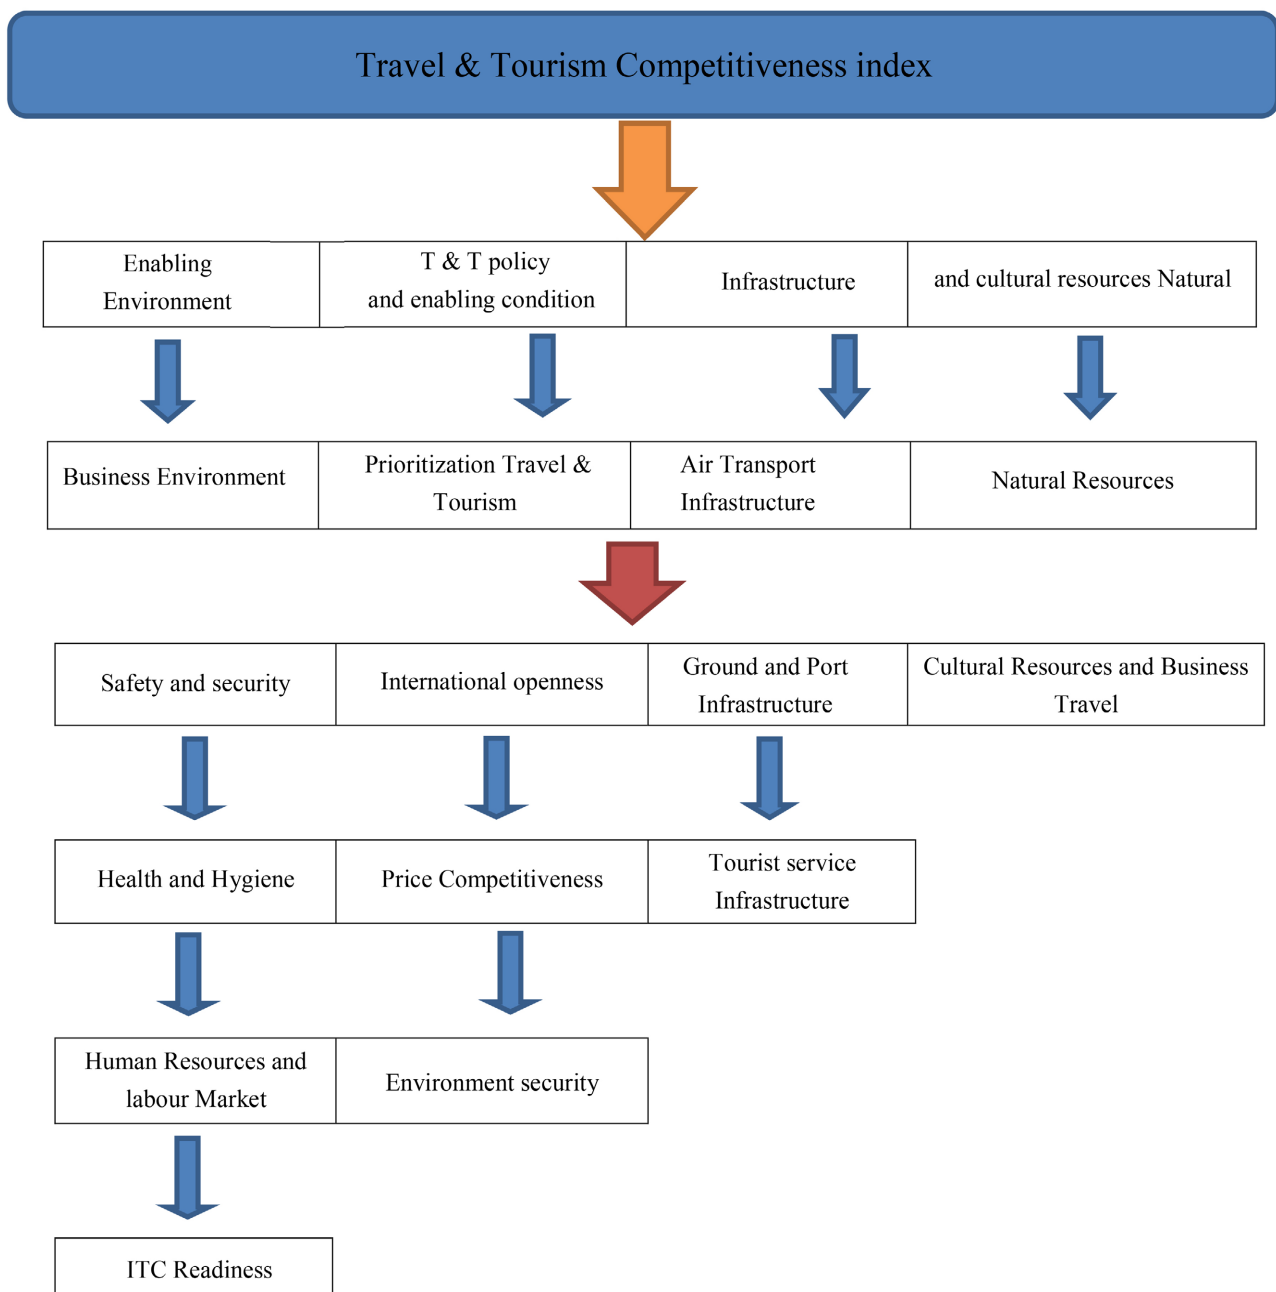 Travel & Tourism Competitiveness index
Enabling
Environment
T & T policy
and enabling condition
Infrastructure
and cultural resources Natural
Business Environment
Prioritization Travel &
Tourism
Air Transport
Infrastructure
Natural Resources
Safety and security
International openness
Ground and Port
Infrastructure
Cultural Resources and Business
Travel
Health and Hygiene
Price Competitiveness
Tourist service
Infrastructure
Human Resources and
labour Market
Environment security
ITC Readiness